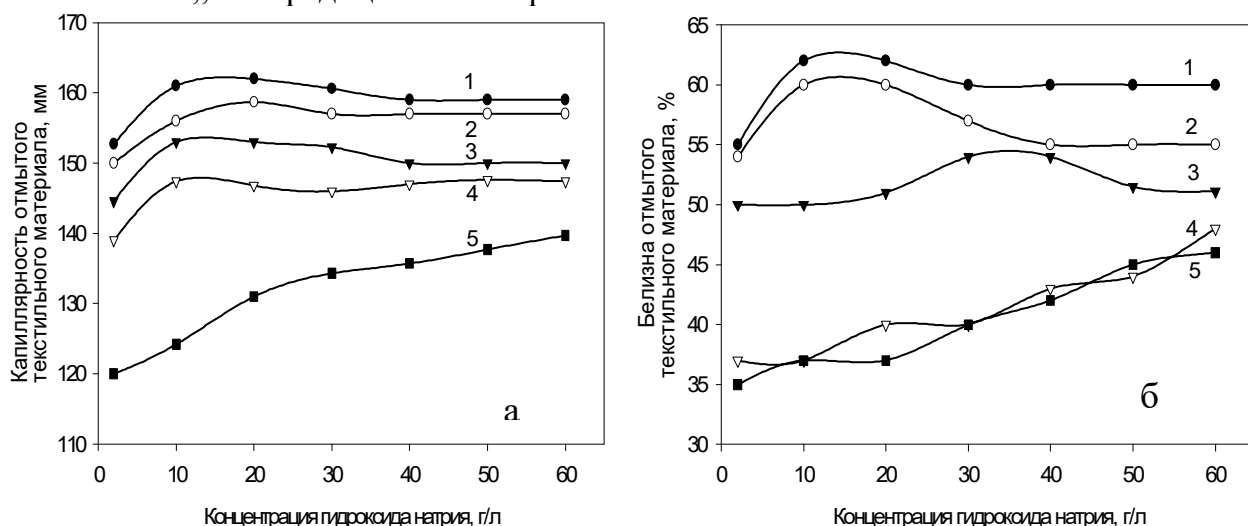 170
160
150
140
130
120
110
0 10 20 30 40 50 60
Капиллярность отмытого
текстильного материала, мм
Концентрация гидроксида натрия, г/л
1
2
3
4
5
а
65
60
55
50
45
40
35
30
0 10 20 30 40 50 60
Белизна отмытого
текстильного материала, %
Концентрация гидроксида натрия, г/л
1
2
3
4
5
б